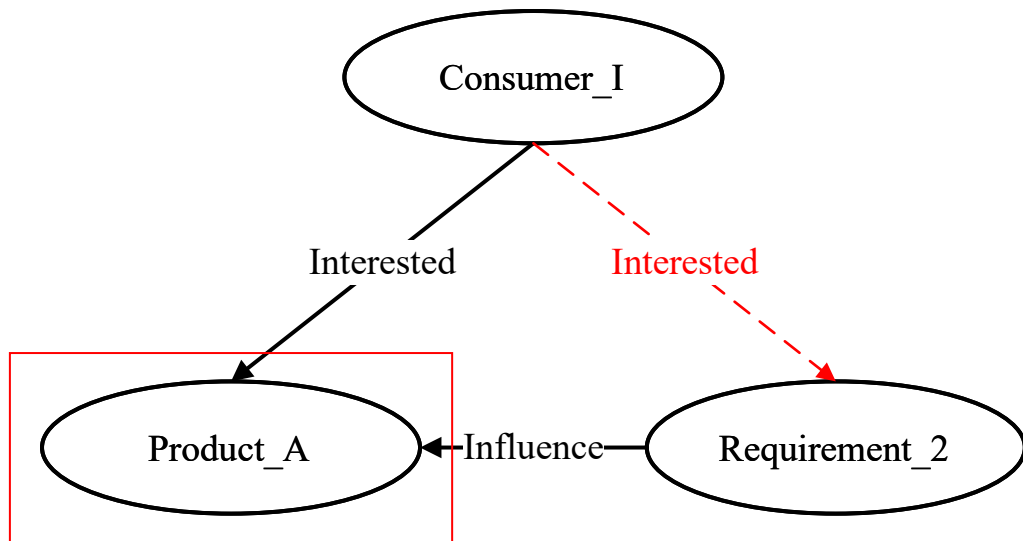 Consumer_I
Interested
Interested
Product_A
Influence
Requirement_2